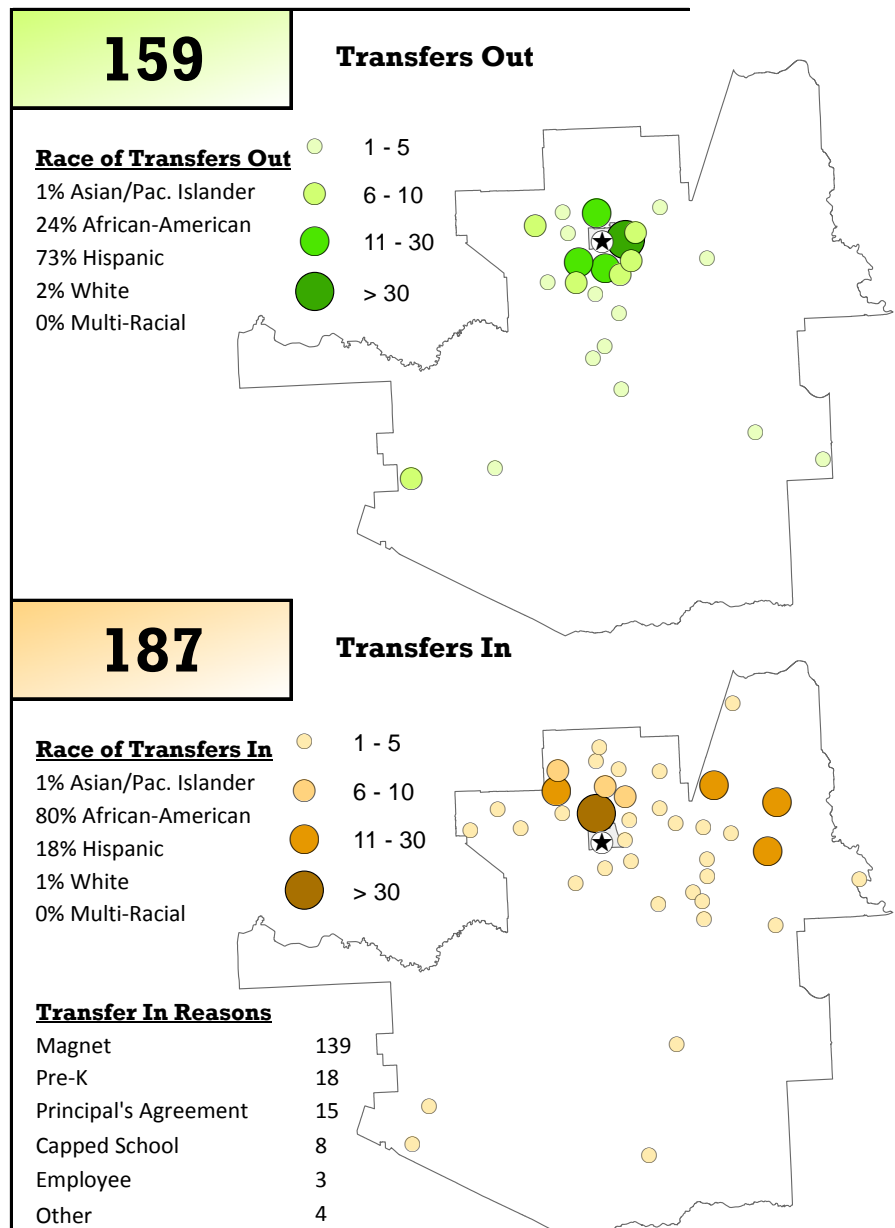 159
Transfers Out
Race of Transfers Out
1% Asian/Pac. Islander
24% African-American
73% Hispanic
2% White
0% Multi-Racial
1 - 5
6 - 10
11 - 30
> 30
187
Transfers In
Race of Transfers In
1% Asian/Pac. Islander
80% African-American
18% Hispanic
1% White
0% Multi-Racial
1 - 5
6 - 10
11 - 30
> 30
Transfer In Reasons
Magnet 139
Pre-K 18
Principal's Agreement 15
Capped School 8
Employee 3
Other 4